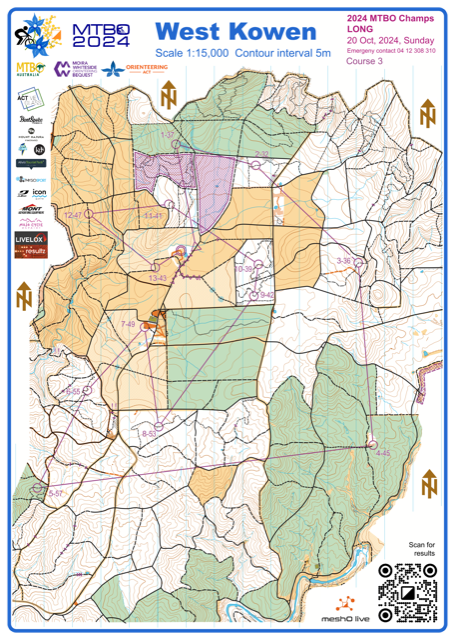 MTBO
2024
West Kowen
Scale 1:15,000 Contour interval 5m
2024 MTBO Champs
LONG
20 Oct, 2024, Sunday
Emergeny contact 04 12 308 310
Course 3
MTBO
AUSTRALIA
MOIRA
WHITESIDE
BEQUEST
ORIENTEERING
ACT
ACT
icon
MONT
LIVELOX
results
1-37
2-32
12-47
11-41
3-36
10-39
13-43
9-42
7-49
6-55
8-53
4-45
5-57
Scan for
results
meshO live